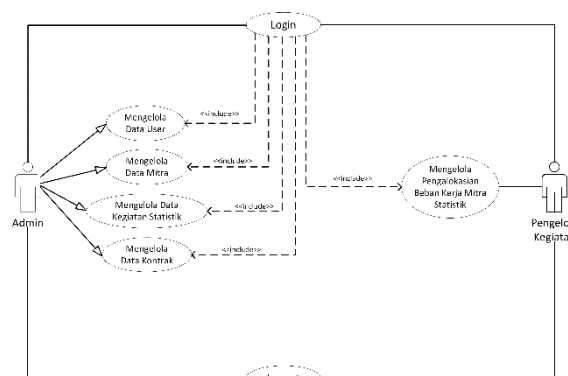 Login
<<include>>
Mengelola
Data User
<<include>>
Mengelola
Data Mitra
<<include>>
Mengelola
Pengalokasian
Beban Kerja Mitra
Statistik
Admin
Mengelola Data
Kegiatan Statistik
<<include>>
Pengelo
Kegiata
Mengelola
Data Kontrak
<<include>>